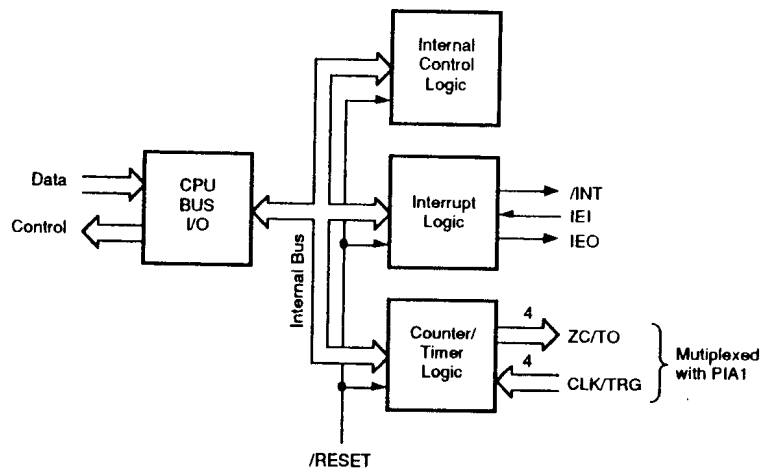 Internal
Control
Logic
Data
Control
CPU
BUS
I/O
Internal Bus
Interrupt
Logic
/INT
IEI
IEO
Counter/
Timer
Logic
4
ZC/TO
4
CLK/TRG
Mutiplexed
with PIA1
/RESET